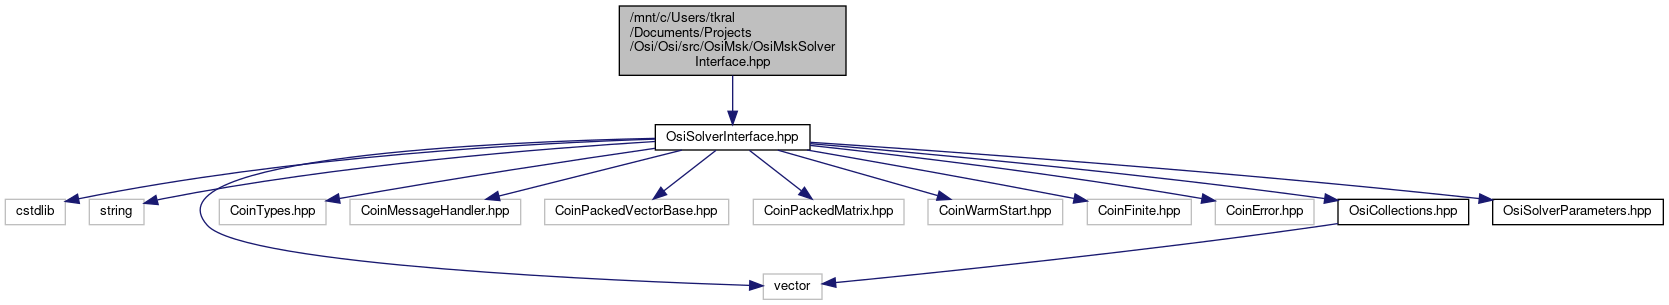 /mnt/c/Users/tkral
/Documents/Projects
/Osi/Osi/src/OsiMsk/OsiMskSolver
Interface.hpp
OsiSolverInterface.hpp
cstdlib
string
CoinTypes.hpp
CoinMessageHandler.hpp
CoinPackedVectorBase.hpp
CoinPackedMatrix.hpp
CoinWarmStart.hpp
CoinFinite.hpp
CoinError.hpp
OsiCollections.hpp
OsiSolverParameters.hpp
vector